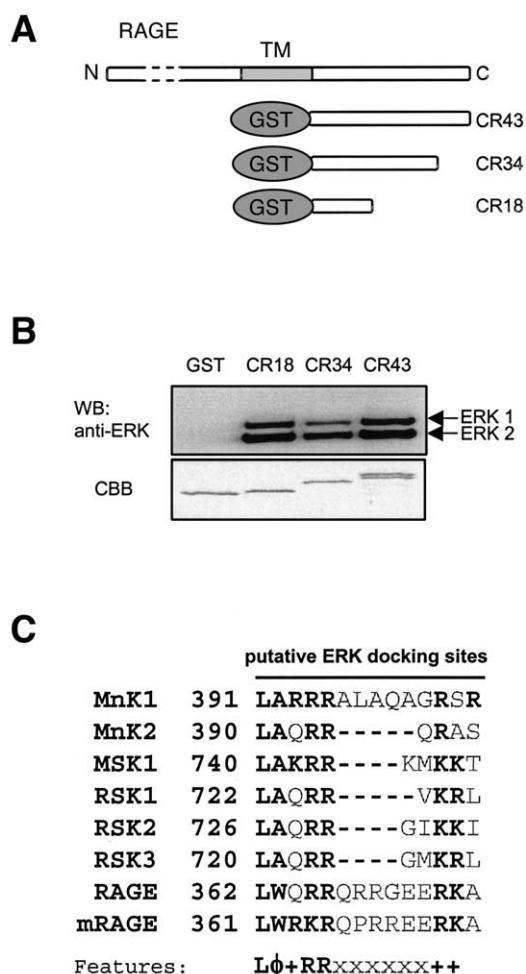 A
RAGE
TM
N C
GST CR43
GST CR34
GST CR18
B
GST CR18 CR34 CR43
WB:
anti-ERK
ERK 1
ERK 2
CBB
C
putative ERK docking sites
MnK1 391 LARRRALAQAGRSR
MnK2 390 LAQRR-----QRAS
MSK1 740 LAKRR----KMKKT
RSK1 722 LAQRR-----VKRL
RSK2 726 LAQRR----GIKKI
RSK3 720 LAQRR----GMKRL
RAGE 362 LWQRRQRRGEERKA
mRAGE 361 LWRKRQPRREERKA
Features: Lϕ+RRxxxxxxx++